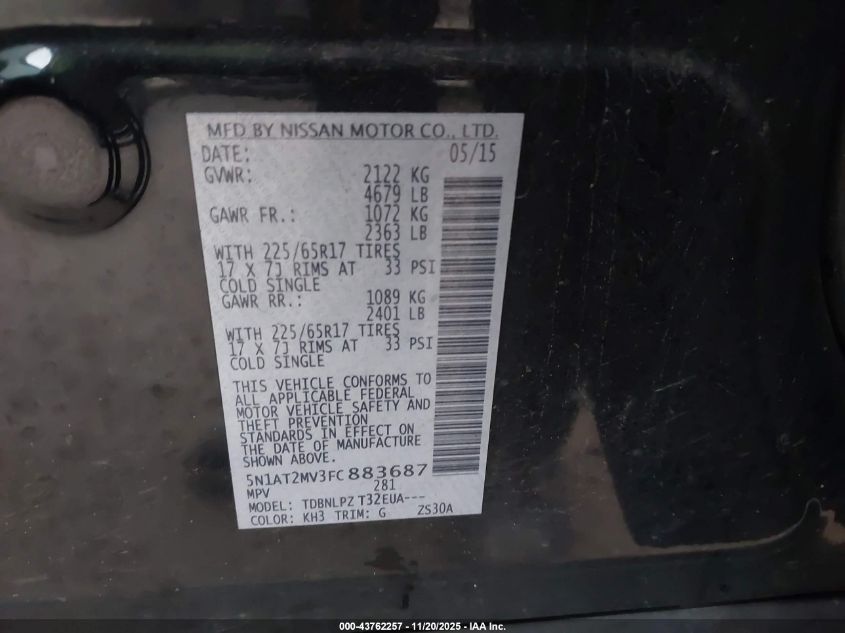 MFD BY NISSAN MOTOR CO., LTD.
DATE: 05/15
GVWR: 2122 KG
4679 LB
GAWR FR.: 1072 KG
2363 LB
WITH 225/65R17 TIRES
17 X 7J RIMS AT 33 PSI
COLD SINGLE
GAWR RR.: 1089 KG
2401 LB
WITH 225/65R17 TIRES
17 X 7J RIMS AT 33 PSI
COLD SINGLE
THIS VEHICLE CONFORMS TO
ALL APPLICABLE FEDERAL
MOTOR VEHICLE SAFETY AND
THEFT PREVENTION
STANDARDS IN EFFECT ON
THE DATE OF MANUFACTURE
SHOWN ABOVE.
5N1AT2MV3FC883687
MPV 281
MODEL: TDBNLPZ T32EUA---
COLOR: KH3 TRIM: G ZS30A
000-43762257 - 11/20/2025 - IAA Inc.